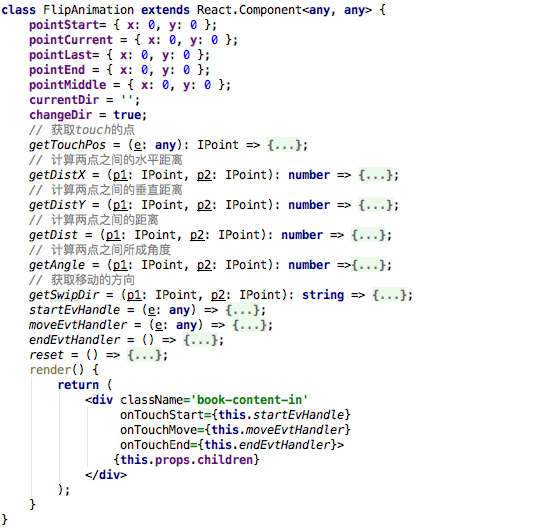 class FlipAnimation extends React.Component<any, any> {
    pointStart= { x: 0, y: 0 };
    pointCurrent = { x: 0, y: 0 };
    pointLast= { x: 0, y: 0 };
    pointEnd = { x: 0, y: 0 };
    pointMiddle = { x: 0, y: 0 };
    currentDir = '';
    changeDir = true;
    // 获取touch的点
    getTouchPos = (e: any): IPoint => {...};
    // 计算两点之间的水平距离
    getDistX = (p1: IPoint, p2: IPoint): number => {...};
    // 计算两点之间的垂直距离
    getDistY = (p1: IPoint, p2: IPoint): number => {...};
    // 计算两点之间的距离
    getDist = (p1: IPoint, p2: IPoint): number => {...};
    // 计算两点之间所成角度
    getAngle = (p1: IPoint, p2: IPoint): number =>{...};
    // 获取移动的方向
    getSwipDir = (p1: IPoint, p2: IPoint): string => {...};
    startEvHandle = (e: any) => {...};
    moveEvtHandler = (e: any) => {...};
    endEvtHandler = () => {...};
    reset = () => {...};
    render() {
        return (
            <div className='book-content-in'
                 onTouchStart={this.startEvHandle}
                 onTouchMove={this.moveEvtHandler}
                 onTouchEnd={this.endEvtHandler}>
                {this.props.children}
            </div>
        );
    }
}